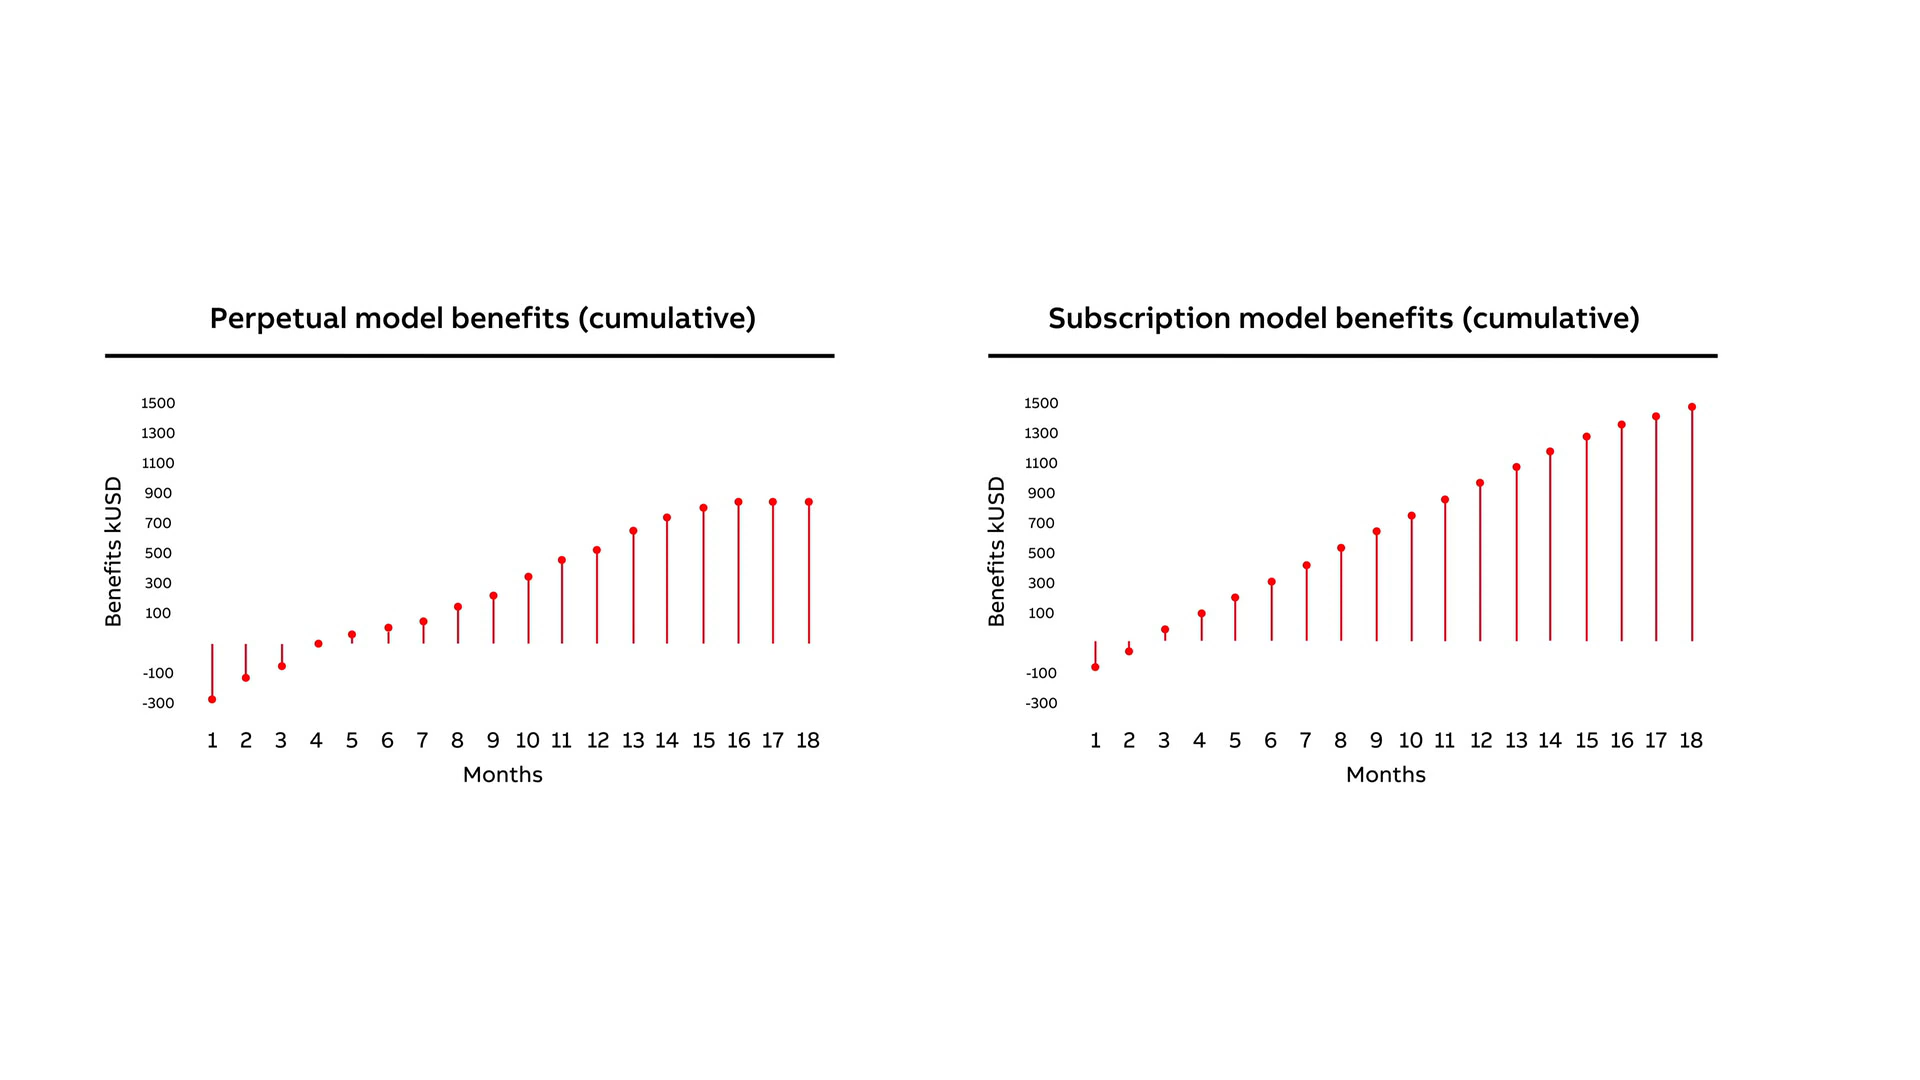 Perpetual model benefits (cumulative)
1500
1300
1100
900
700
500
300
100
-100
-300
Benefits kUSD
1 2 3 4 5 6 7 8 9 10 11 12 13 14 15 16 17 18
Months
Subscription model benefits (cumulative)
1500
1300
1100
900
700
500
300
100
-100
-300
Benefits kUSD
1 2 3 4 5 6 7 8 9 10 11 12 13 14 15 16 17 18
Months